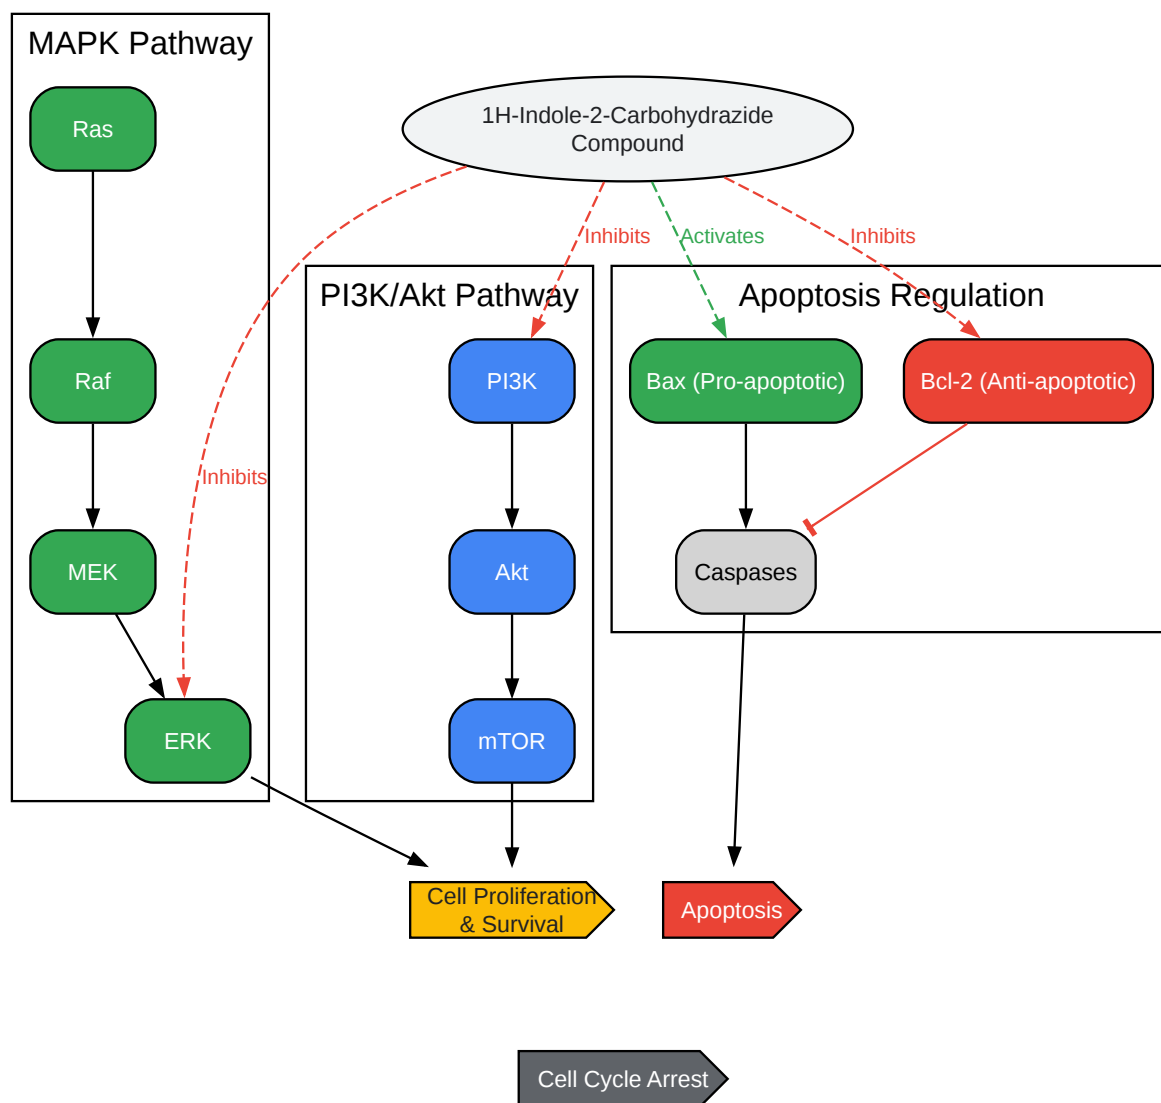 MAPK Pathway
Ras
1H-Indole-2-Carbohydrazide
Compound
Inhibits
Activates
Inhibits
PI3K/Akt Pathway
Apoptosis Regulation
Raf
PI3K
Bax (Pro-apoptotic)
Bcl-2 (Anti-apoptotic)
Inhibits
MEK
Akt
Caspases
ERK
mTOR
Cell Proliferation
& Survival
Apoptosis
Cell Cycle Arrest